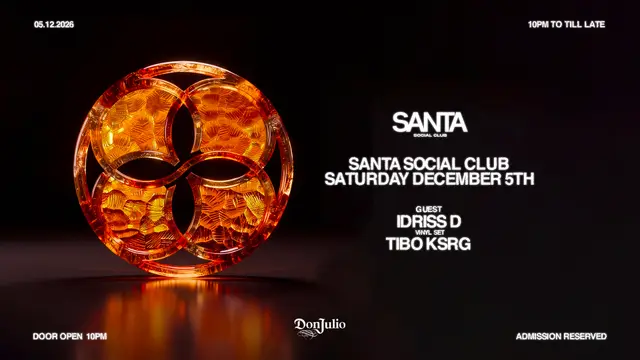 05.12.2026
10PM TO TILL LATE
SANTA
SOCIAL CLUB
SANTA SOCIAL CLUB
SATURDAY DECEMBER 5TH
GUEST
IDRISS D
VINYL SET
TIBO KSRG
DOOR OPEN 10PM
DonJulio
ADMISSION RESERVED